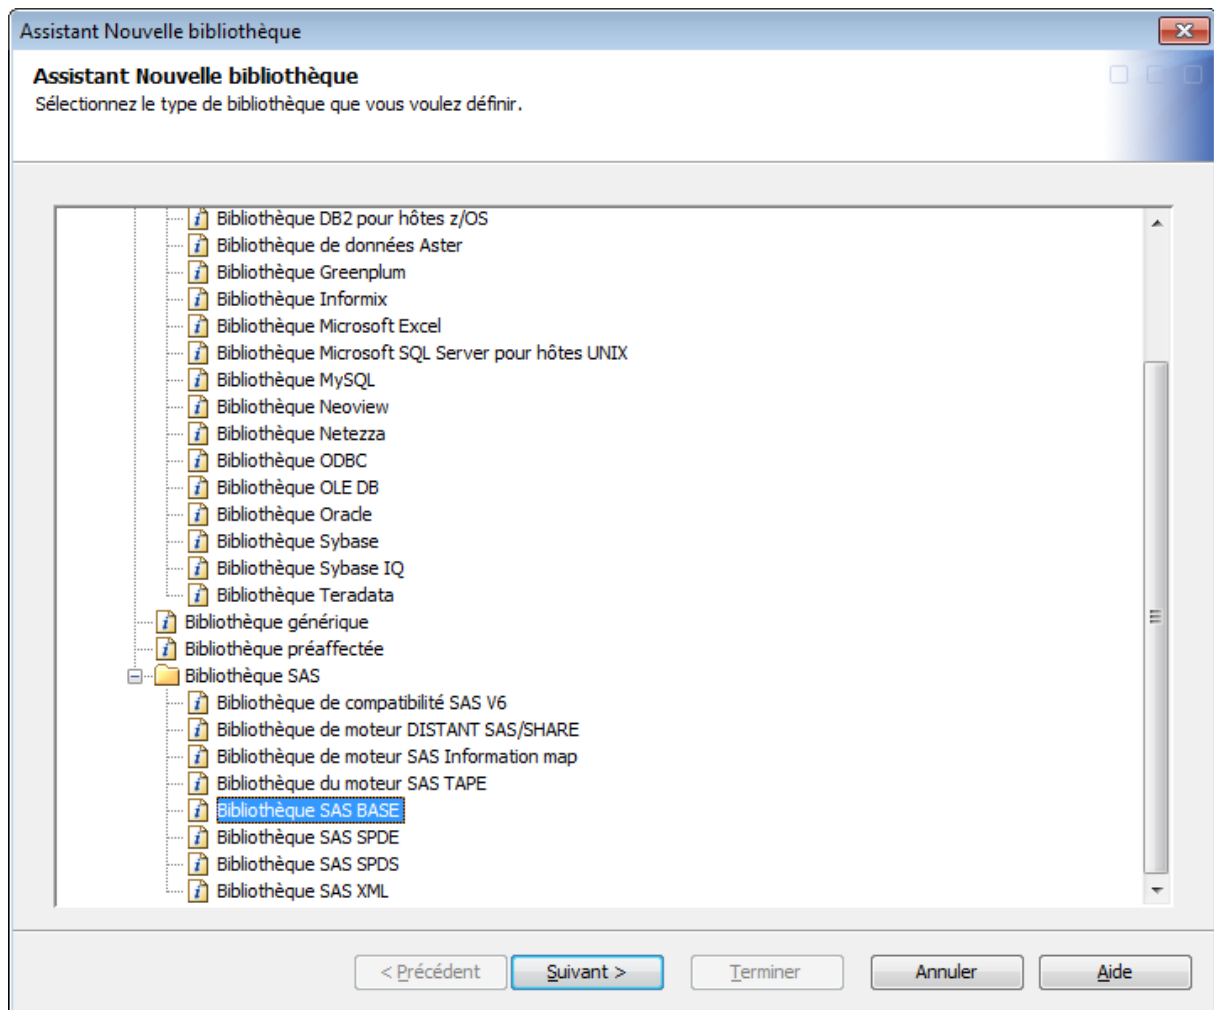 Assistant Nouvelle bibliothèque
Assistant Nouvelle bibliothèque
Sélectionnez le type de bibliothèque que vous voulez définir.
Bibliothèque DB2 pour hôtes z/OS
Bibliothèque de données Aster
Bibliothèque Greenplum
Bibliothèque Informix
Bibliothèque Microsoft Excel
Bibliothèque Microsoft SQL Server pour hôtes UNIX
Bibliothèque MySQL
Bibliothèque Neoview
Bibliothèque Netezza
Bibliothèque ODBC
Bibliothèque OLE DB
Bibliothèque Oracle
Bibliothèque Sybase
Bibliothèque Sybase IQ
Bibliothèque Teradata
Bibliothèque générique
Bibliothèque préaffectée
Bibliothèque SAS
Bibliothèque de compatibilité SAS V6
Bibliothèque de moteur DISTANT SAS/SHARE
Bibliothèque de moteur SAS Information map
Bibliothèque du moteur SAS TAPE
Bibliothèque SAS BASE
Bibliothèque SAS SPDE
Bibliothèque SAS SPDS
Bibliothèque SAS XML
< Précédent Suivant > Terminer Annuler Aide